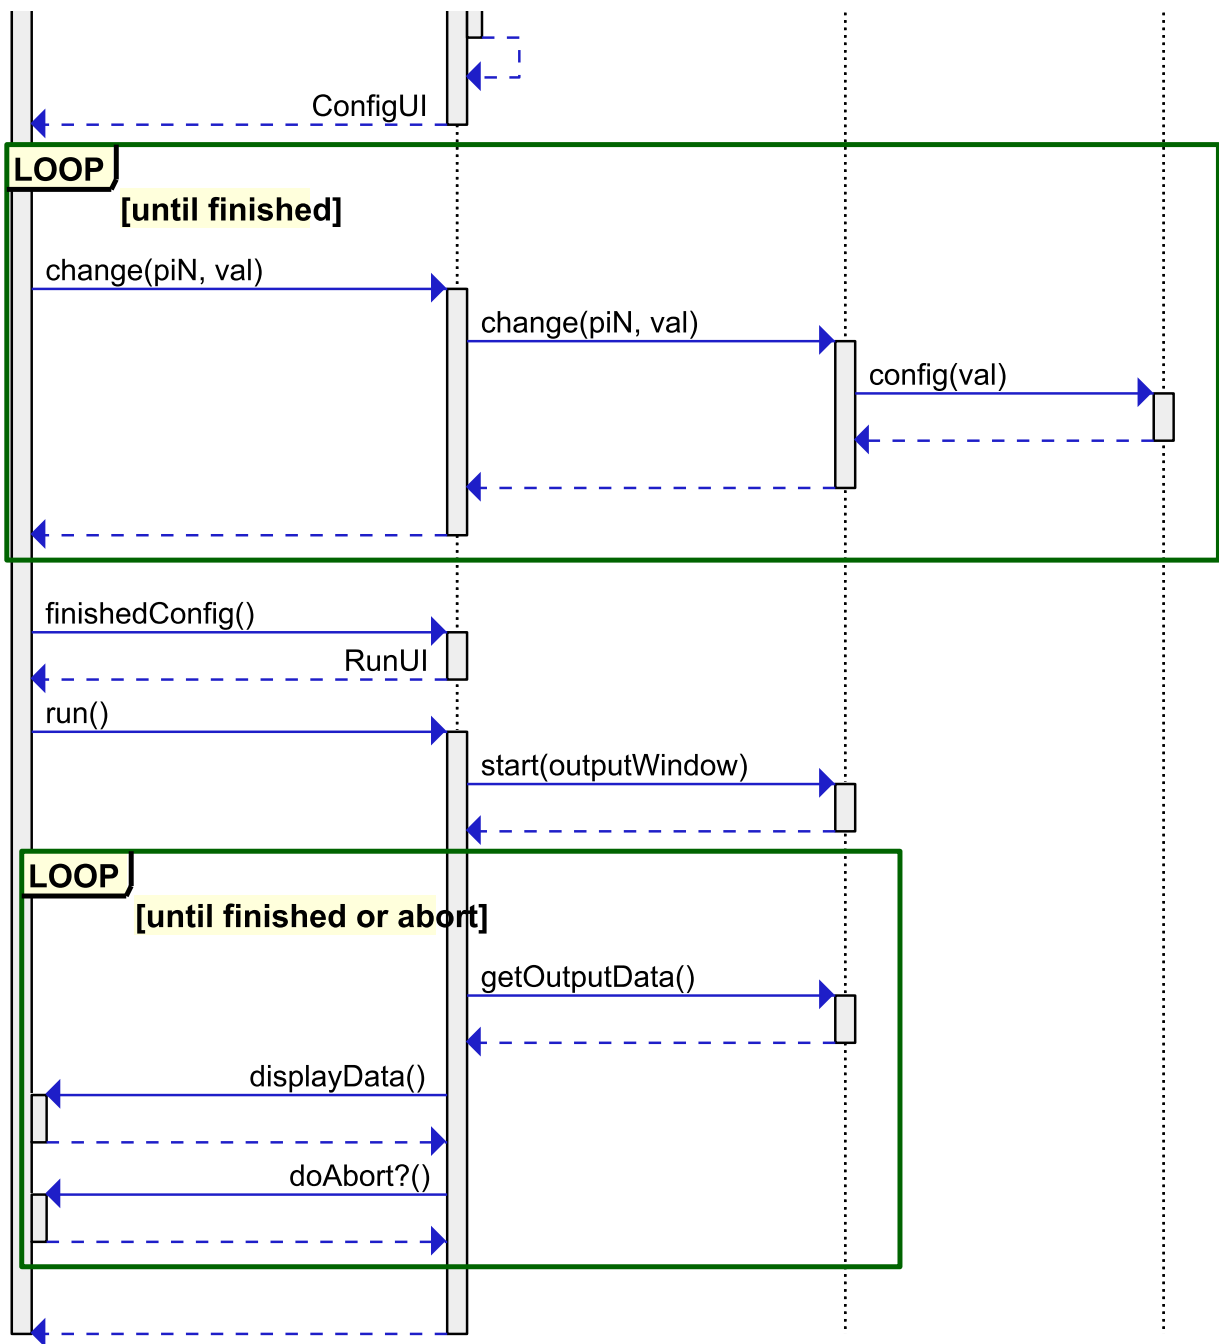 ConfigUI
LOOP
[until finished]
change(piN, val)
change(piN, val)
config(val)
finishedConfig()
RunUI
run()
start(outputWindow)
LOOP
[until finished or abort]
getOutputData()
displayData()
doAbort?()